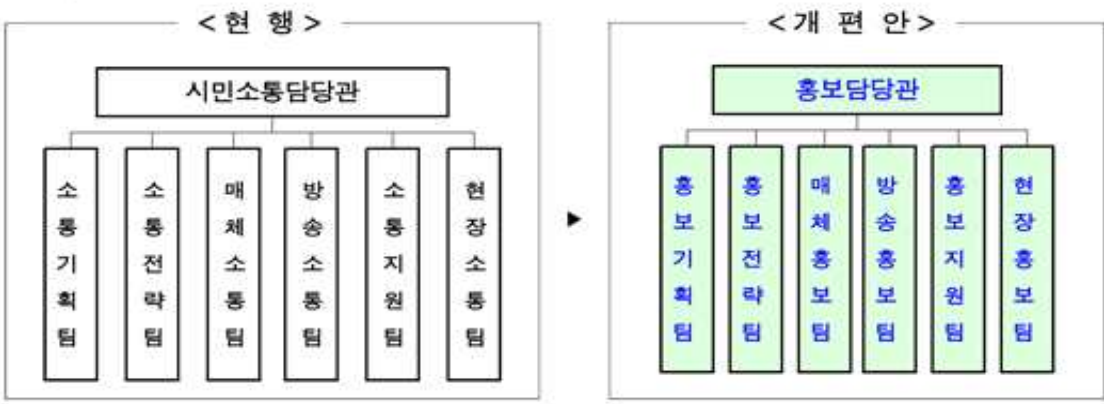 <현 행>
시민소통담당관
소통기획팀
소통전략팀
매체소통팀
방송소통팀
소통지원팀
현장소통팀
▶
<개 편 안>
홍보담당관
홍보기획팀
홍보전략팀
매체홍보팀
방송홍보팀
홍보지원팀
현장홍보팀